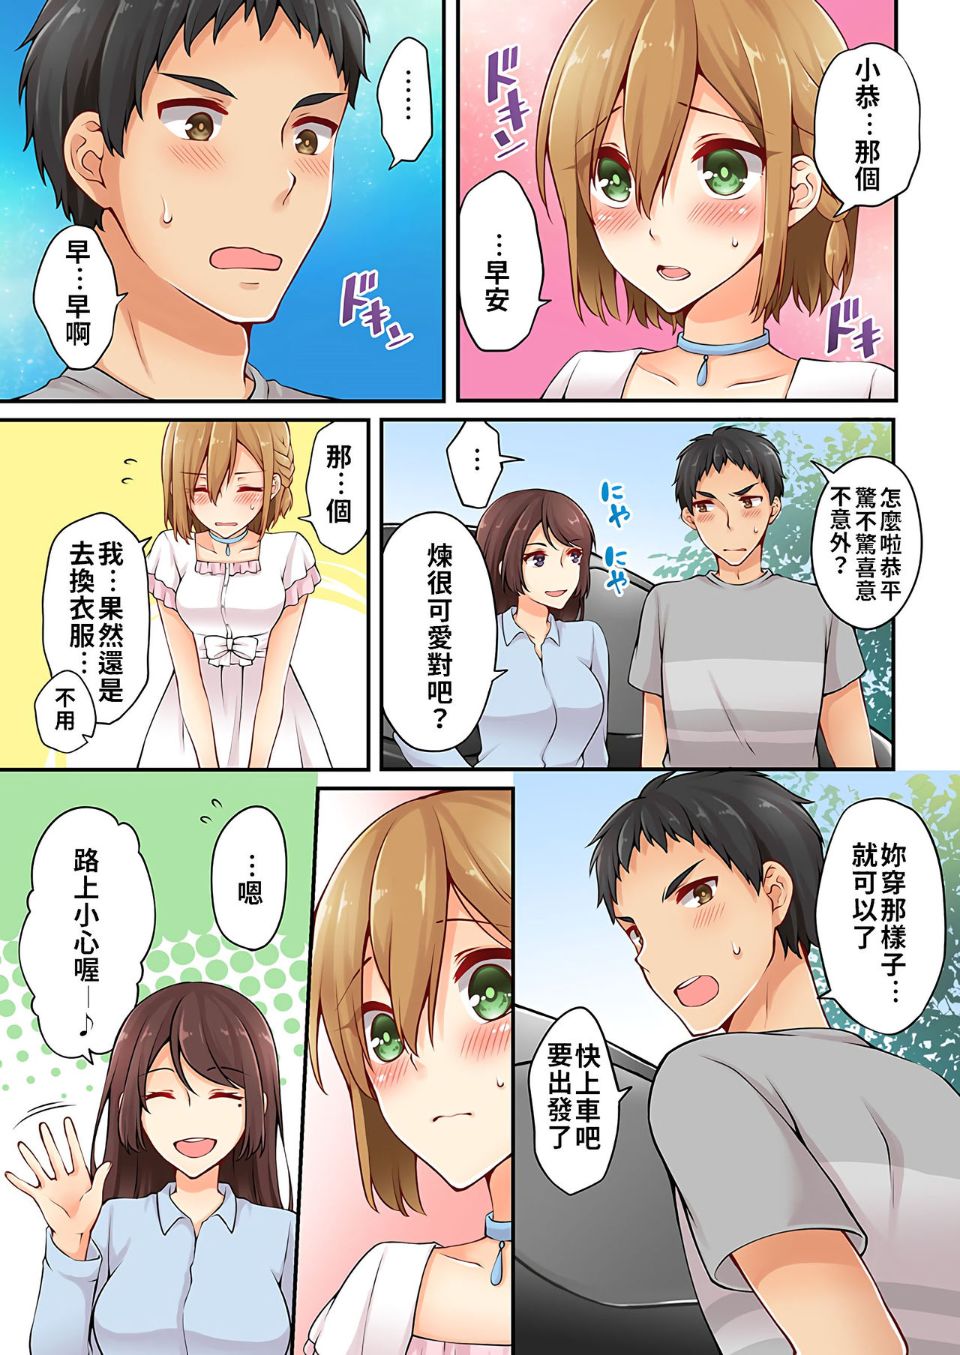 小恭…那個
…早安
ドキン
ドキン
……
早…早啊
ドキン
怎麼啦恭平
驚不驚喜意
不意外？
…
にゃ
にゃ
煉很可愛對吧？
那…個
我…果然還是
去換衣服…
不用
妳穿那樣子…
就可以了
快上車吧
要出發了
…嗯
路上小心喔—♪